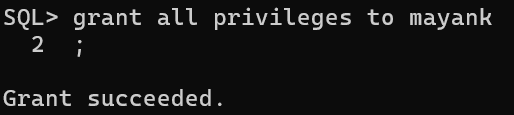 SQL> grant all privileges to mayank
  2  ;
Grant succeeded.